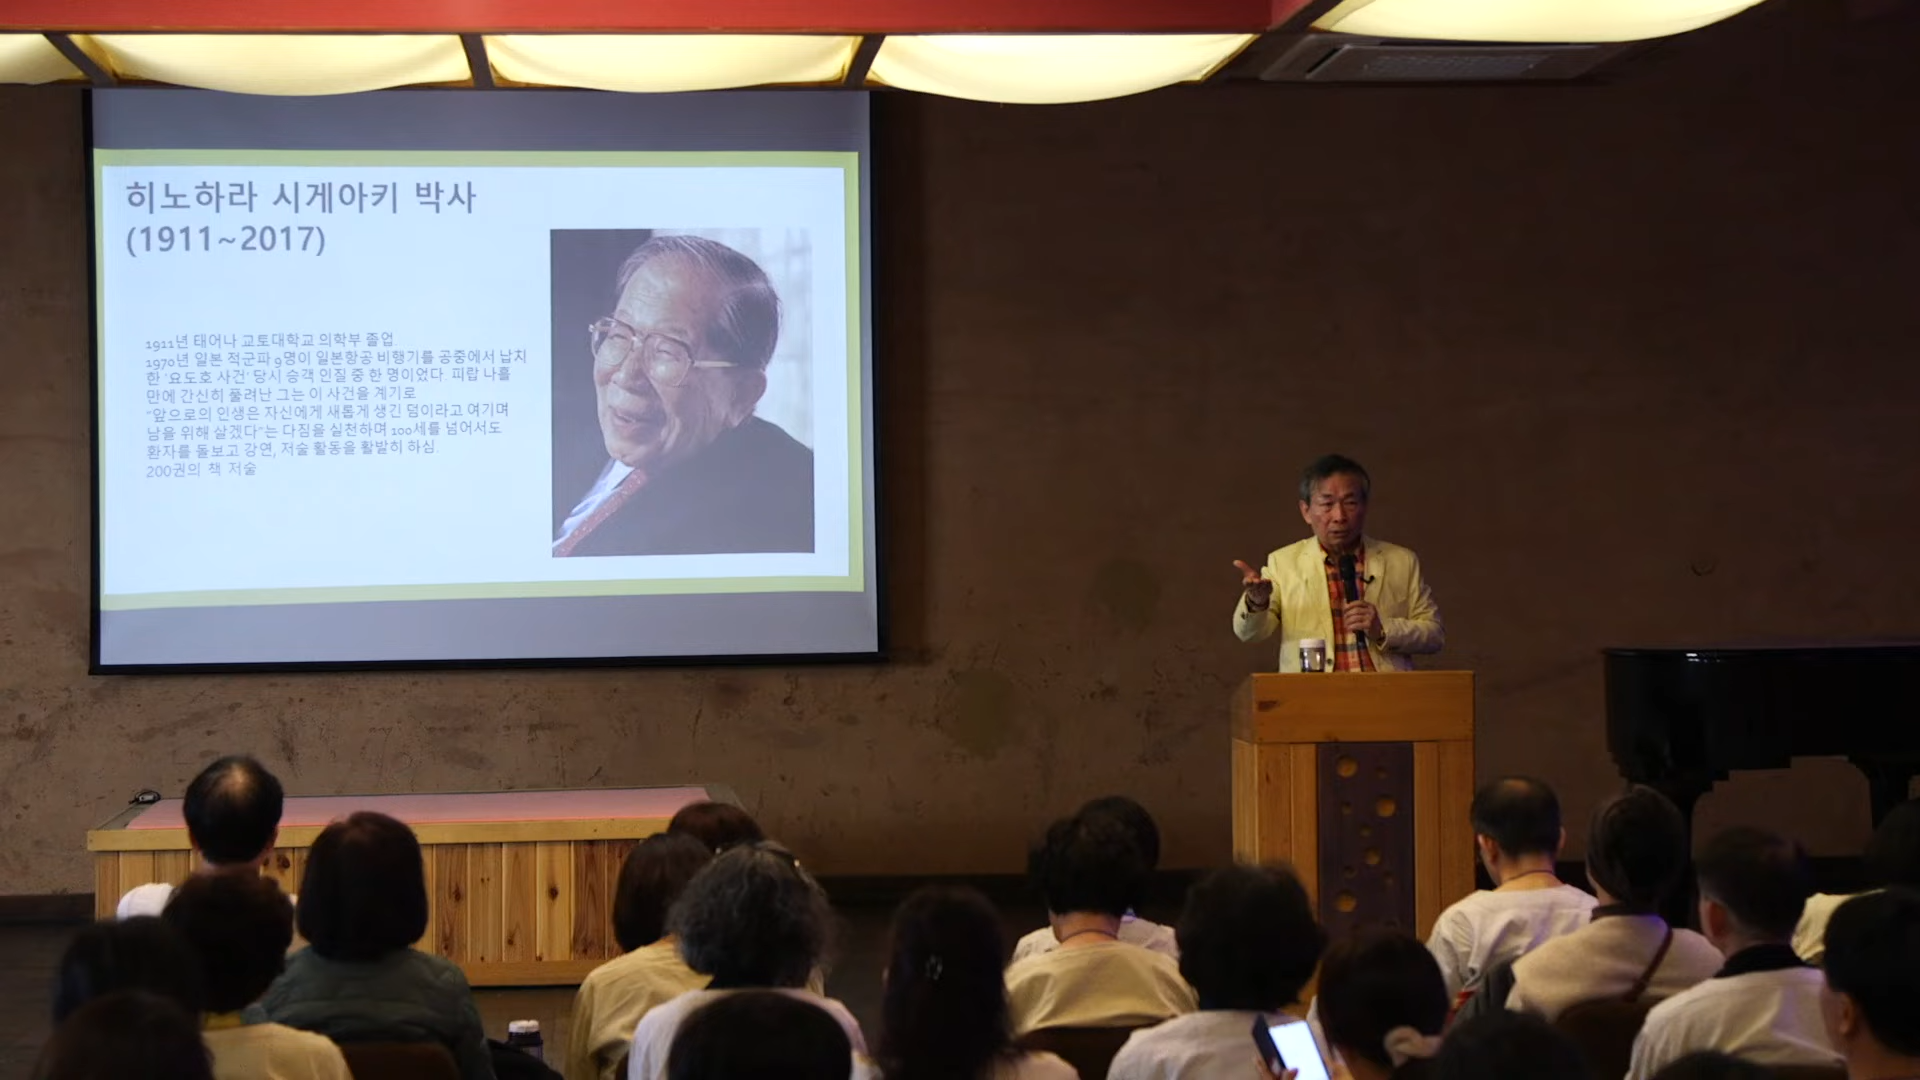 히노하라 시게아키 박사
(1911~2017)
1911년 태어나 교토대학교 의학부 졸업.
1970년 일본 적군파 9명이 일본항공 비행기를 공중에서 납치
한 '요도호 사건' 당시 승객 인질 중 한 명이었다. 피랍 나흘
만에 간신히 풀려난 그는 이 사건을 계기로
"앞으로의 인생은 자신에게 새롭게 생긴 덤이라고 여기며
남을 위해 살겠다"는 다짐을 실천하며 100세를 넘어서도
환자를 돌보고 강연, 저술 활동을 활발히 하심.
200권의 책 저술